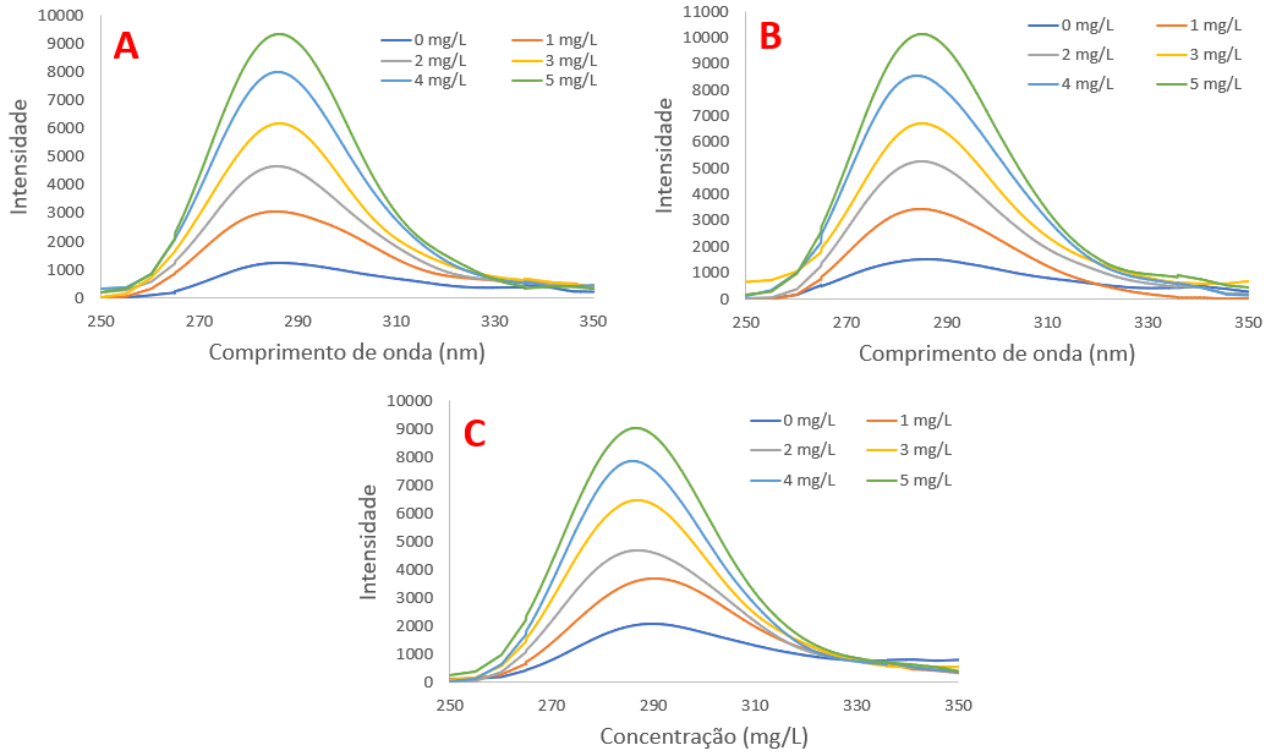 A
10000
9000
8000
7000
6000
5000
4000
3000
2000
1000
0
Intensidade
0 mg/L 1 mg/L
2 mg/L 3 mg/L
4 mg/L 5 mg/L
250 270 290 310 330 350
Comprimento de onda (nm)
B
11000
10000
9000
8000
7000
6000
5000
4000
3000
2000
1000
0
Intensidade
0 mg/L 1 mg/L
2 mg/L 3 mg/L
4 mg/L 5 mg/L
250 270 290 310 330 350
Comprimento de onda (nm)
C
10000
9000
8000
7000
6000
5000
4000
3000
2000
1000
0
Intensidade
0 mg/L 1 mg/L
2 mg/L 3 mg/L
4 mg/L 5 mg/L
250 270 290 310 330 350
Concentração (mg/L)